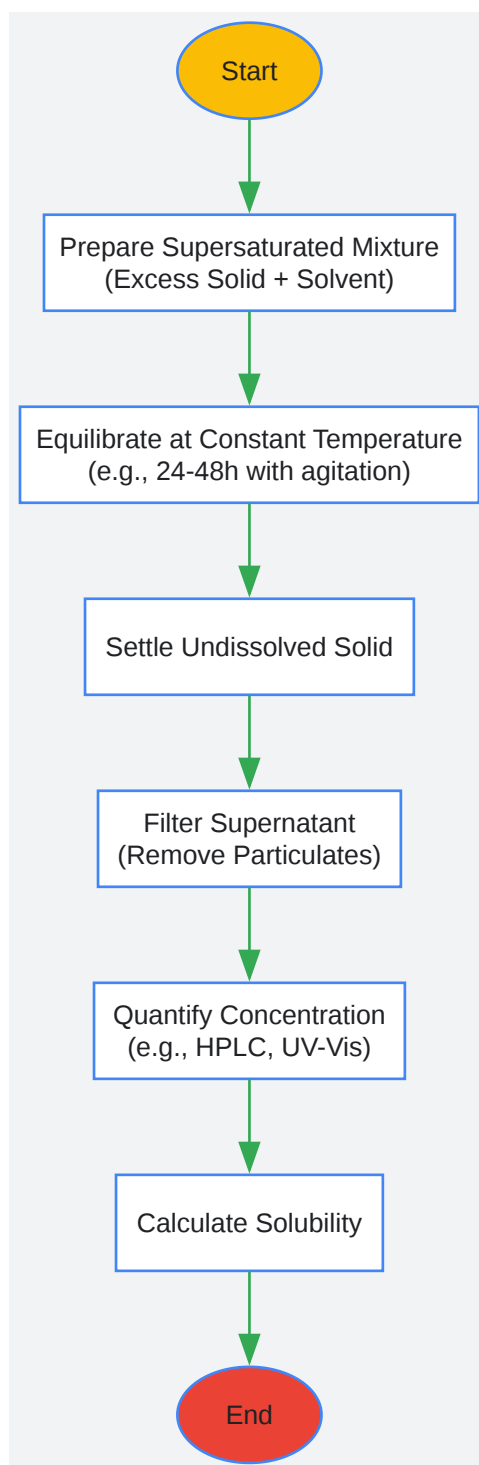 Start
Prepare Supersaturated Mixture
(Excess Solid + Solvent)
Equilibrate at Constant Temperature
(e.g., 24-48h with agitation)
Settle Undissolved Solid
Filter Supernatant
(Remove Particulates)
Quantify Concentration
(e.g., HPLC, UV-Vis)
Calculate Solubility
End